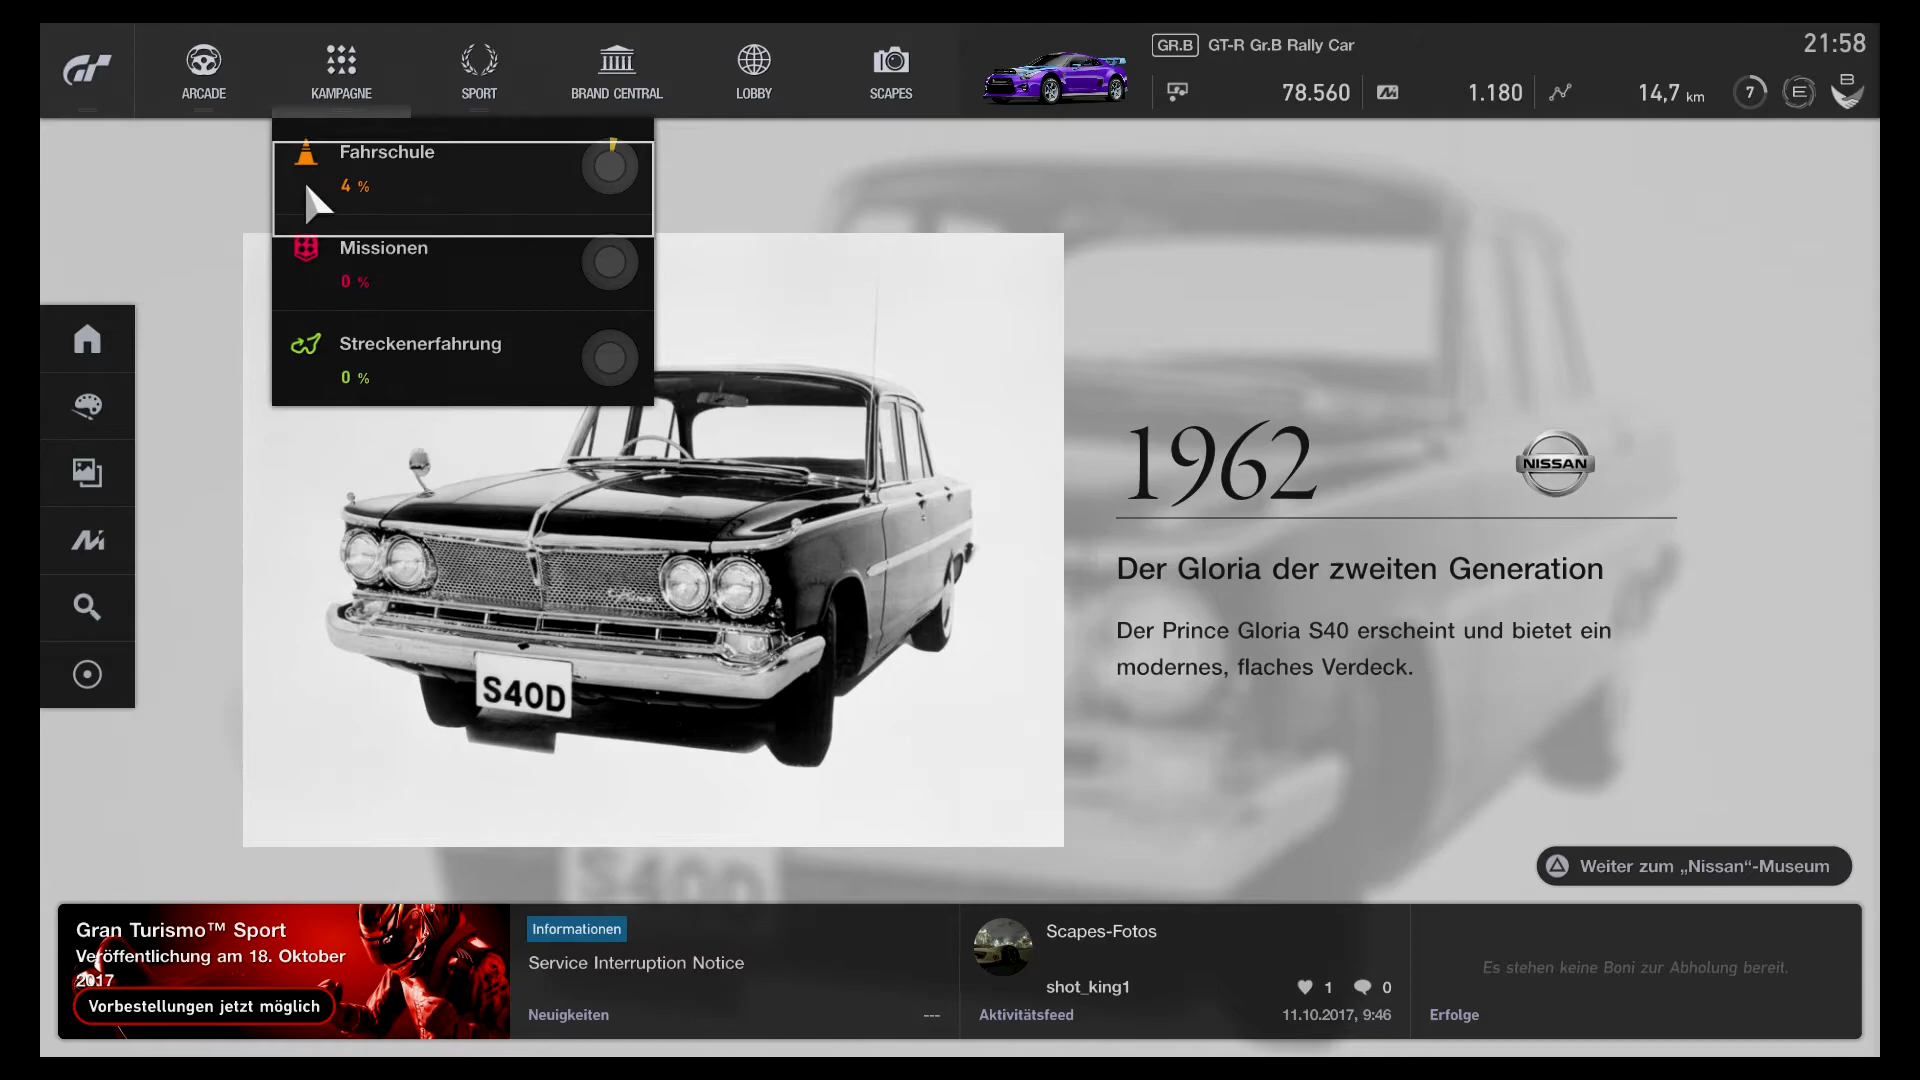 ARCADE
KAMPAGNE
SPORT
BRAND CENTRAL
LOBBY
SCAPES
GR.B GT-R Gr.B Rally Car
78.560
1.180
14,7 km
21:58
7
E
B
Fahrschule
4 %
Missionen
0 %
Streckenerfahrung
0 %
S40D
1962
NISSAN
Der Gloria der zweiten Generation
Der Prince Gloria S40 erscheint und bietet ein
modernes, flaches Verdeck.
Weiter zum „Nissan“-Museum
Gran Turismo™ Sport
Veröffentlichung am 18. Oktober
2017
Vorbestellungen jetzt möglich
Informationen
Service Interruption Notice
Neuigkeiten
---
Scapes-Fotos
shot_king1
1
0
Aktivitätsfeed
11.10.2017, 9:46
Es stehen keine Boni zur Abholung bereit.
Erfolge